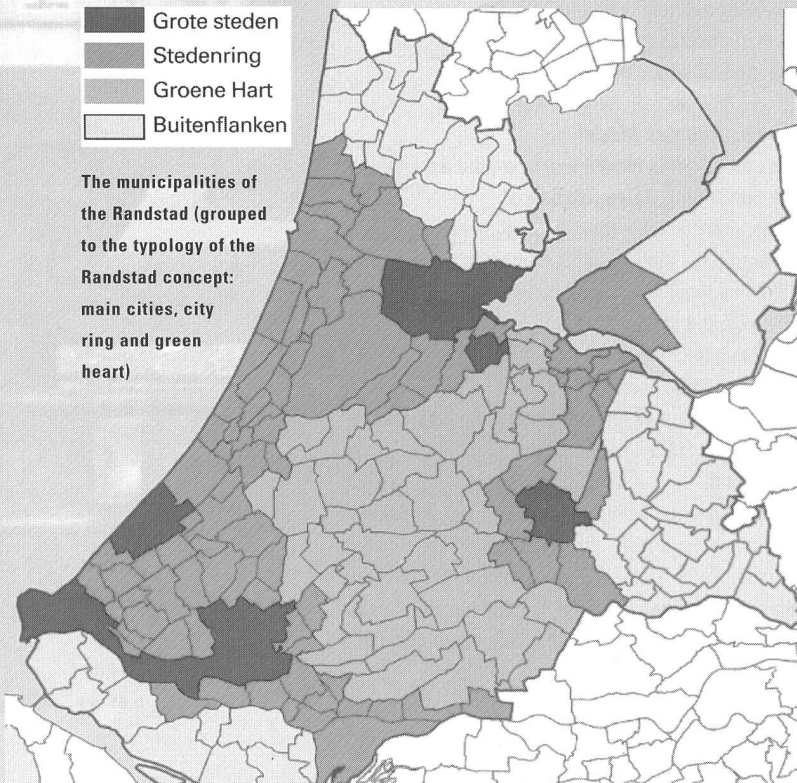 Grote steden
Stedenring
Groene Hart
Buitenflanken
The municipalities of
the Randstad (grouped
to the typology of the
Randstad concept:
main cities, city
ring and green
heart)